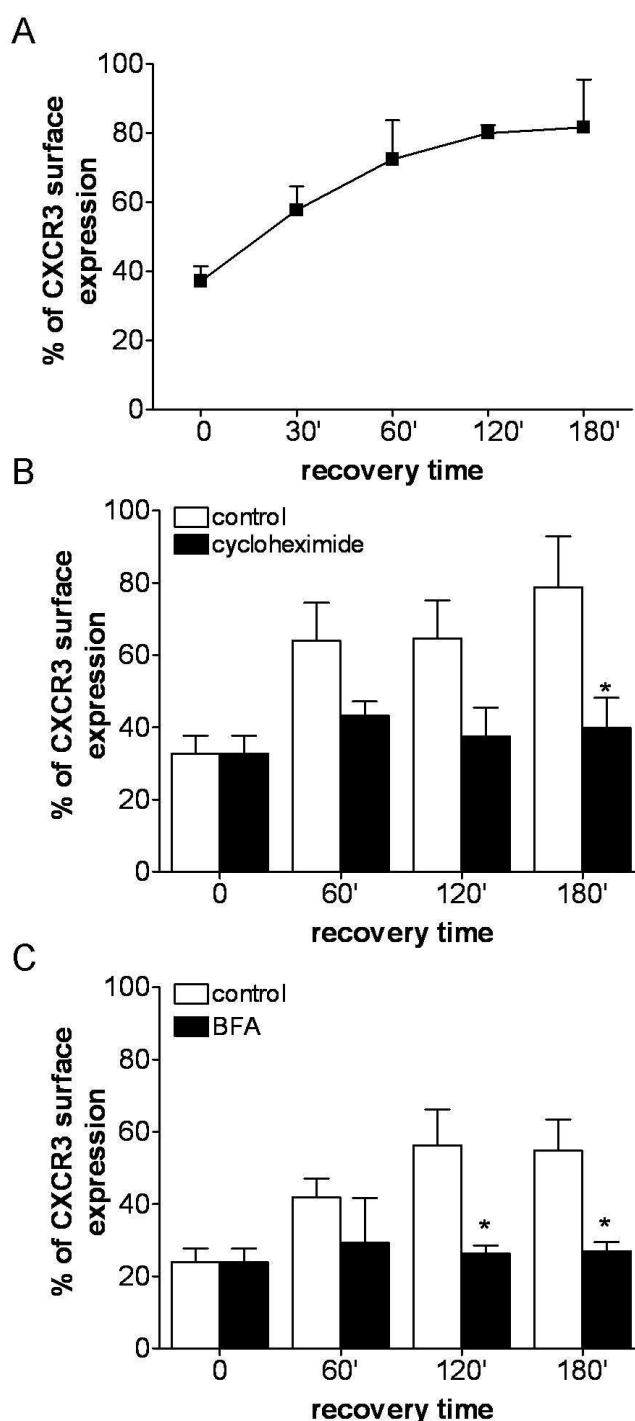 A
% of CXCR3 surface
expression
100
80
60
40
20
0
0 30' 60' 120' 180'
recovery time
B
% of CXCR3 surface
expression
100
80
60
40
20
0
control
cycloheximide
*
0 60' 120' 180'
recovery time
C
% of CXCR3 surface
expression
100
80
60
40
20
0
control
BFA
* *
0 60' 120' 180'
recovery time